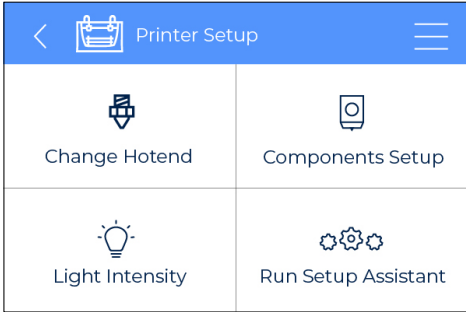 Printer Setup
Change Hotend
Components Setup
Light Intensity
Run Setup Assistant